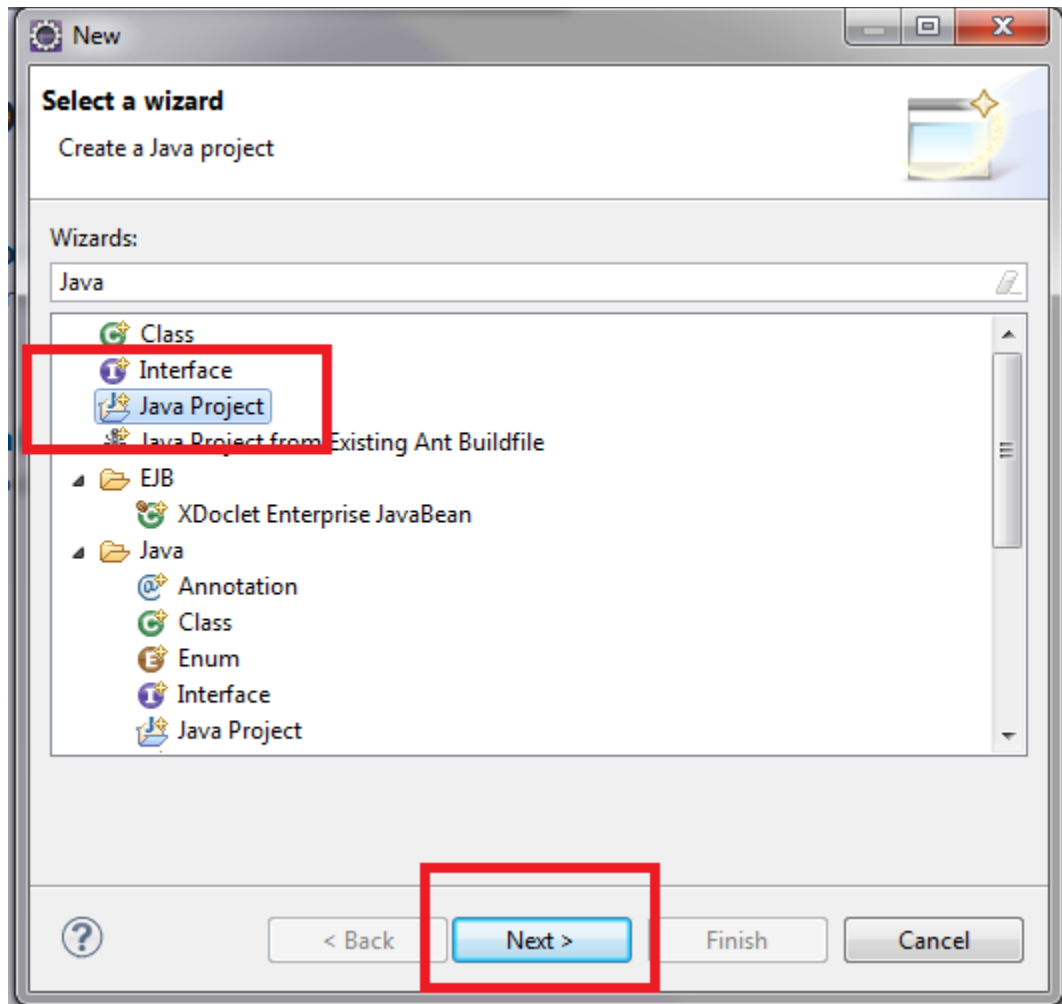 New
Select a wizard
Create a Java project
Wizards:
Java
Class
Interface
Java Project
Java Project from Existing Ant Buildfile
EJB
XDoclet Enterprise JavaBean
Java
Annotation
Class
Enum
Interface
Java Project
< Back Next > Finish Cancel